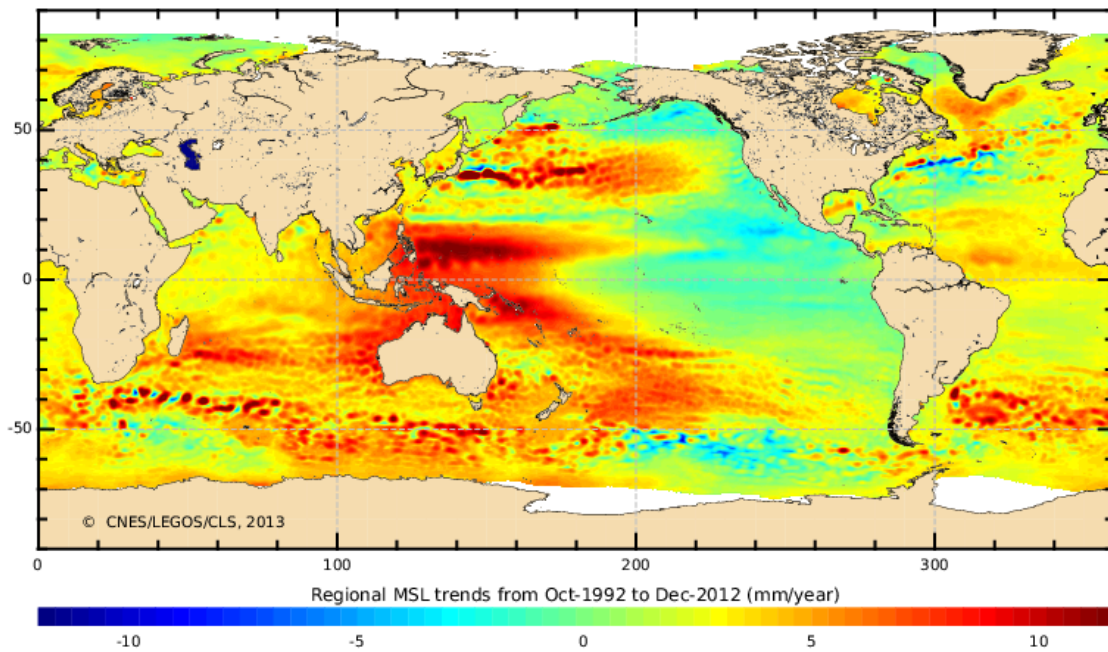 50
0
-50
© CNES/LEGOS/CLS, 2013
0 100 200 300
Regional MSL trends from Oct-1992 to Dec-2012 (mm/year)
-10 -5 0 5 10